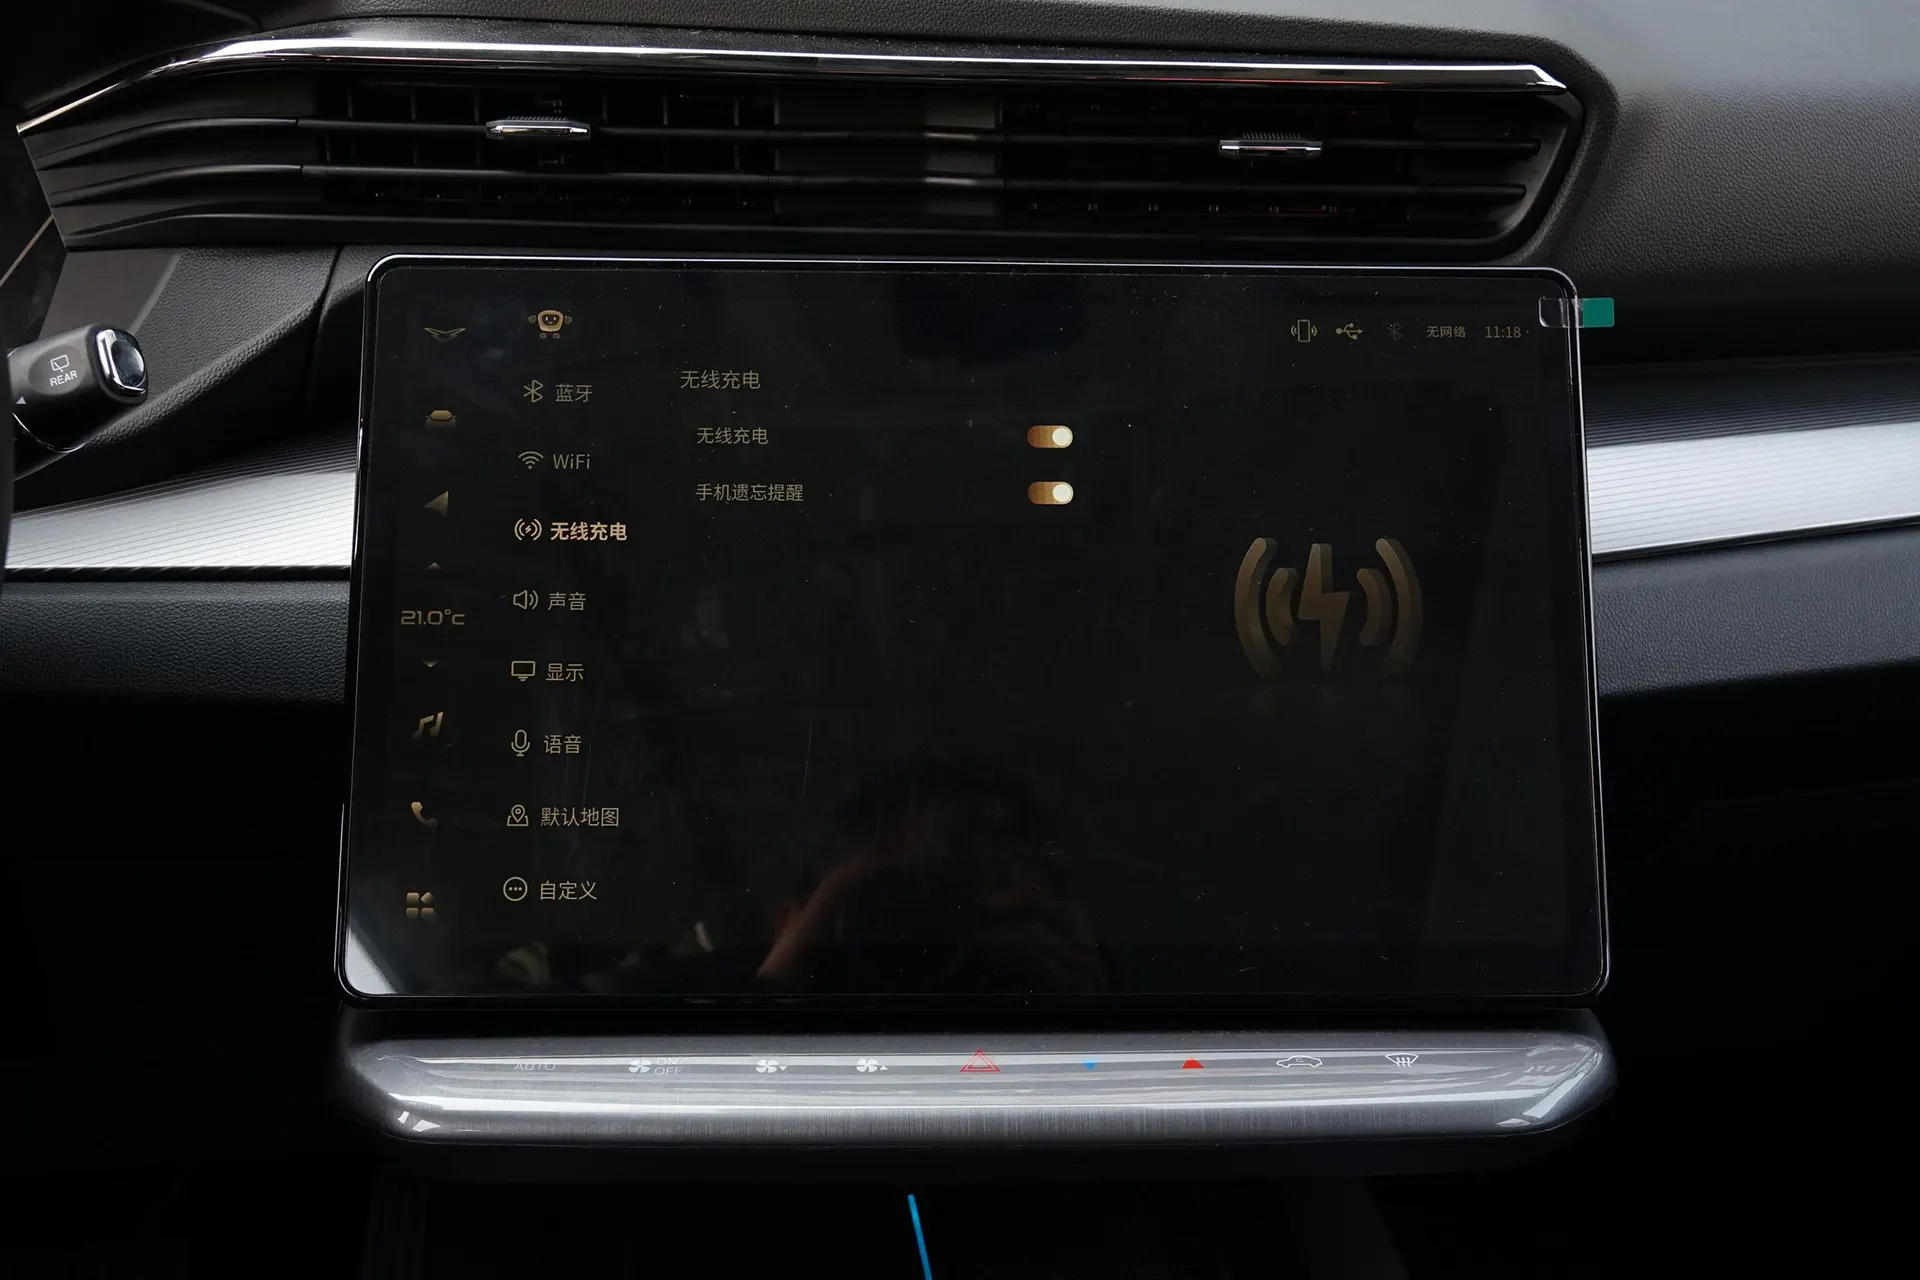 REAR
无网络 11:18
蓝牙
WiFi
无线充电
声音
显示
语音
默认地图
自定义
无线充电
无线充电
手机遗忘提醒
21.0°c
AUTO
ON/
OFF